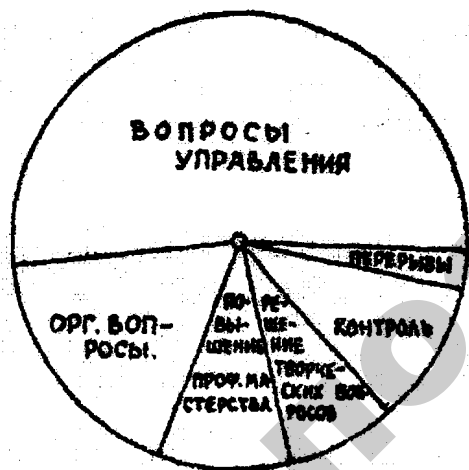 ВОПРОСЫ
УПРАВЛЕНИЯ
ПЕРЕРЫВЫ
КОНТРОЛЬ
РЕ-
ШЕ-
НИЕ
ТВОРЧЕ-
СКИХ ВОП-
РОСОВ
ПО-
ВЫ-
ШЕНИЕ
ПРОФ. МА-
СТЕРСТВА
ОРГ. ВОП-
РОСЫ.